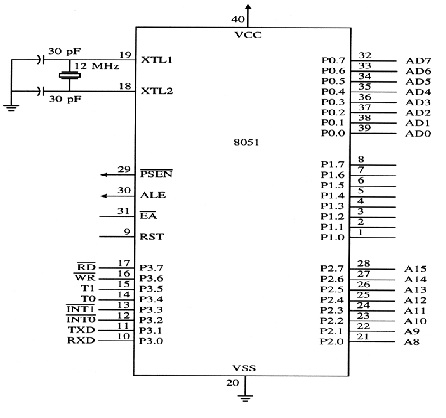 40
VCC
30 pF
19 XTL1
12 MHz
18 XTL2
30 pF
P0.7 32 AD7
P0.6 33 AD6
P0.5 34 AD5
P0.4 35 AD4
P0.3 36 AD3
P0.2 37 AD2
P0.1 38 AD1
P0.0 39 AD0
8051
29 PSEN
30 ALE
31 EA
9 RST
P1.7 8
P1.6 7
P1.5 6
P1.4 5
P1.3 4
P1.2 3
P1.1 2
P1.0 1
RD 17 P3.7
WR 16 P3.6
T1 15 P3.5
T0 14 P3.4
INT1 13 P3.3
INT0 12 P3.2
TXD 11 P3.1
RXD 10 P3.0
P2.7 28 A15
P2.6 27 A14
P2.5 26 A13
P2.4 25 A12
P2.3 24 A11
P2.2 23 A10
P2.1 22 A9
P2.0 21 A8
VSS
20